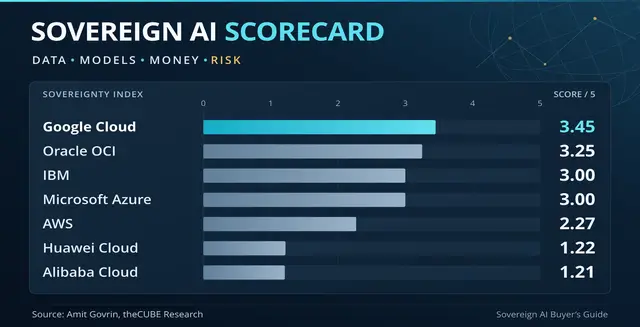 SOVEREIGN AI SCORECARD
DATA • MODELS • MONEY • RISK
SOVEREIGNTY INDEX
SCORE / 5
0 1 2 3 4 5
Google Cloud 3.45
Oracle OCI 3.25
IBM 3.00
Microsoft Azure 3.00
AWS 2.27
Huawei Cloud 1.22
Alibaba Cloud 1.21
Source: Amit Govrin, theCUBE Research
Sovereign AI Buyer's Guide